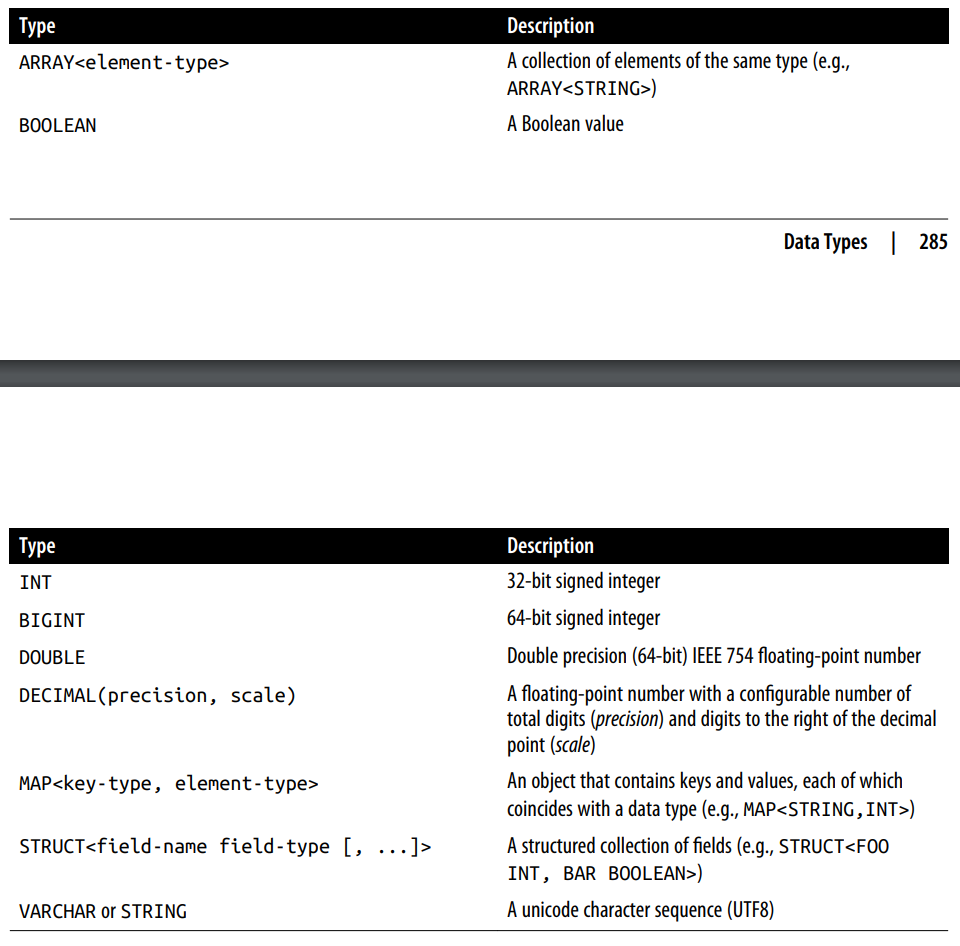 Type Description
ARRAY<element-type> A collection of elements of the same type (e.g.,
ARRAY<STRING>)
BOOLEAN A Boolean value
Data Types | 285
Type Description
INT 32-bit signed integer
BIGINT 64-bit signed integer
DOUBLE Double precision (64-bit) IEEE 754 floating-point number
DECIMAL(precision, scale) A floating-point number with a configurable number of
total digits (precision) and digits to the right of the decimal
point (scale)
MAP<key-type, element-type> An object that contains keys and values, each of which
coincides with a data type (e.g., MAP<STRING,INT>)
STRUCT<field-name field-type [, ...]> A structured collection of fields (e.g., STRUCT<FOO
INT, BAR BOOLEAN>)
VARCHAR or STRING A unicode character sequence (UTF8)